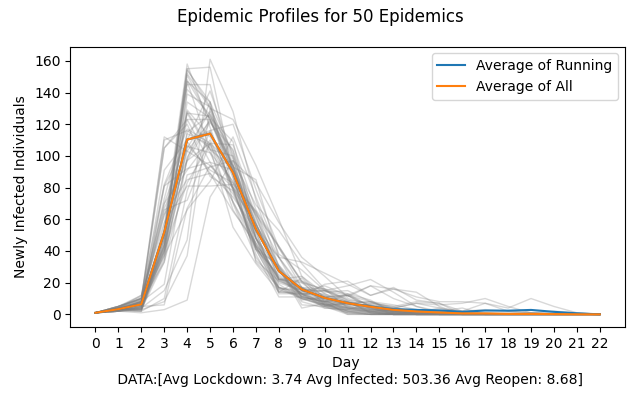 Epidemic Profiles for 50 Epidemics
Average of Running
Average of All
Newly Infected Individuals
160
140
120
100
80
60
40
20
0
0 1 2 3 4 5 6 7 8 9 10 11 12 13 14 15 16 17 18 19 20 21 22
Day
DATA:[Avg Lockdown: 3.74 Avg Infected: 503.36 Avg Reopen: 8.68]